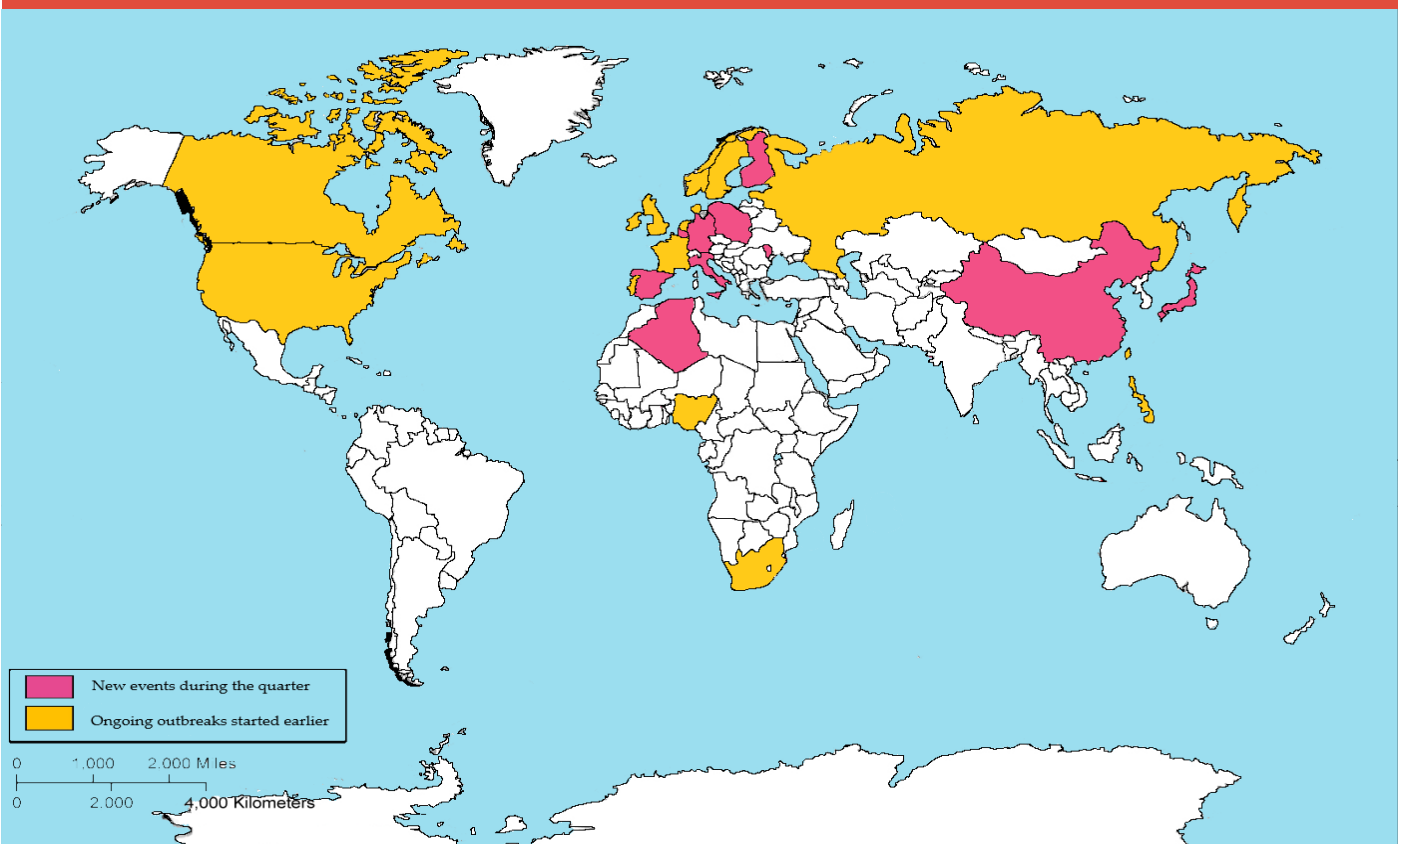 New events during the quarter
Ongoing outbreaks started earlier
0 1,000 2.000 M les
0 2.000 4,000 Kilometers